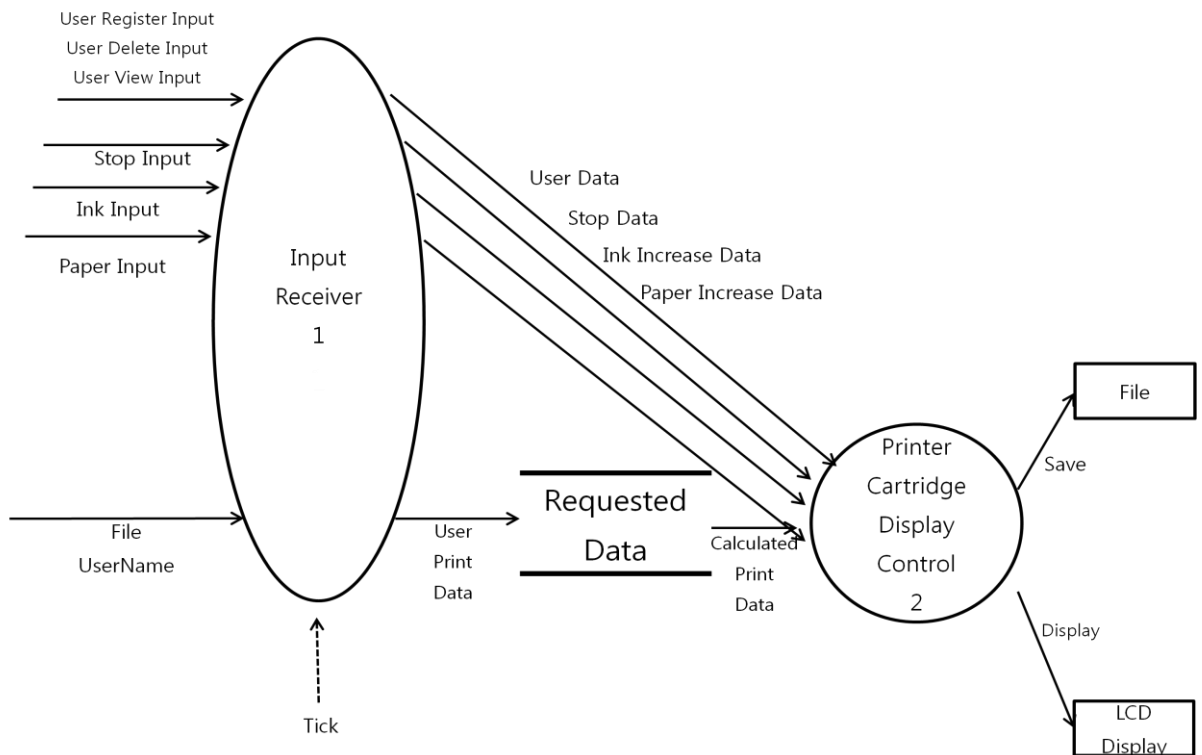 User Register Input
User Delete Input
User View Input
Stop Input
Ink Input
Paper Input
Input
Receiver
1
User Data
Stop Data
Ink Increase Data
Paper Increase Data
File
UserName
User
Print
Data
Requested
Data
Calculated
Print
Data
Printer
Cartridge
Display
Control
2
File
Save
Display
LCD
Display
Tick